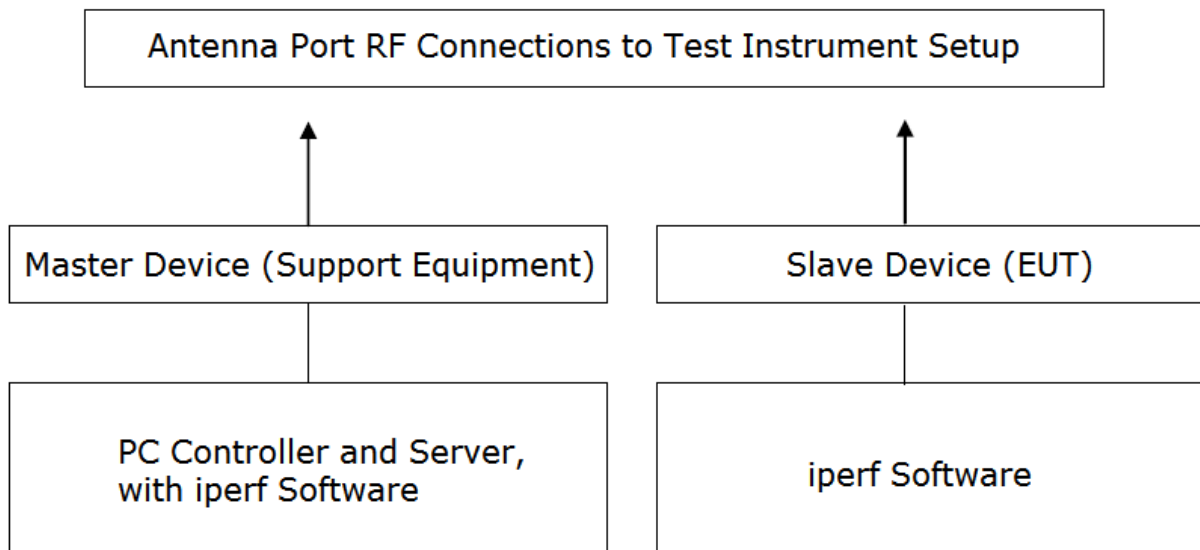 Antenna Port RF Connections to Test Instrument Setup
Master Device (Support Equipment)
Slave Device (EUT)
PC Controller and Server,
with iperf Software
iperf Software